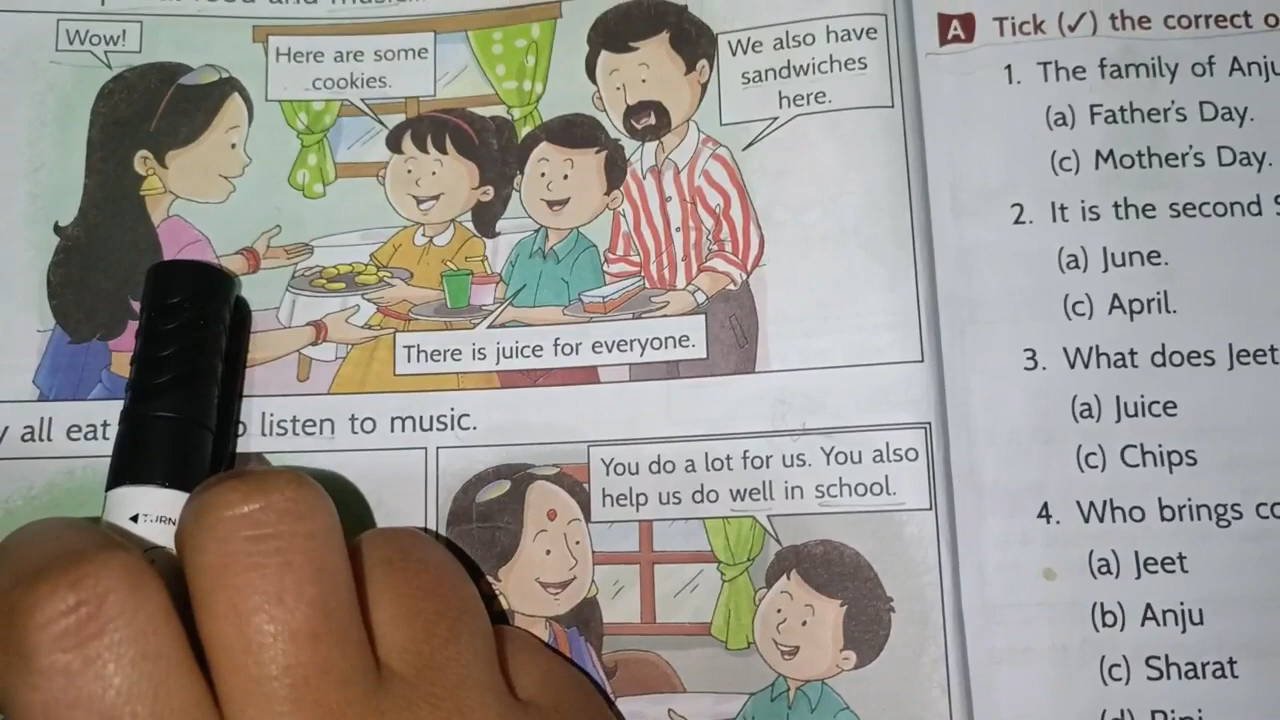 Wow!
Here are some
cookies.
We also have
sandwiches
here.
There is juice for everyone.
all eat
listen to music.
You do a lot for us. You also
help us do well in school.
◄TURN
A Tick (✓) the correct
1. The family of Anju
(a) Father's Day.
(c) Mother's Day.
2. It is the second
(a) June.
(c) April.
3. What does Jeet
(a) Juice
(c) Chips
4. Who brings
(a) Jeet
(b) Anju
(c) Sharat